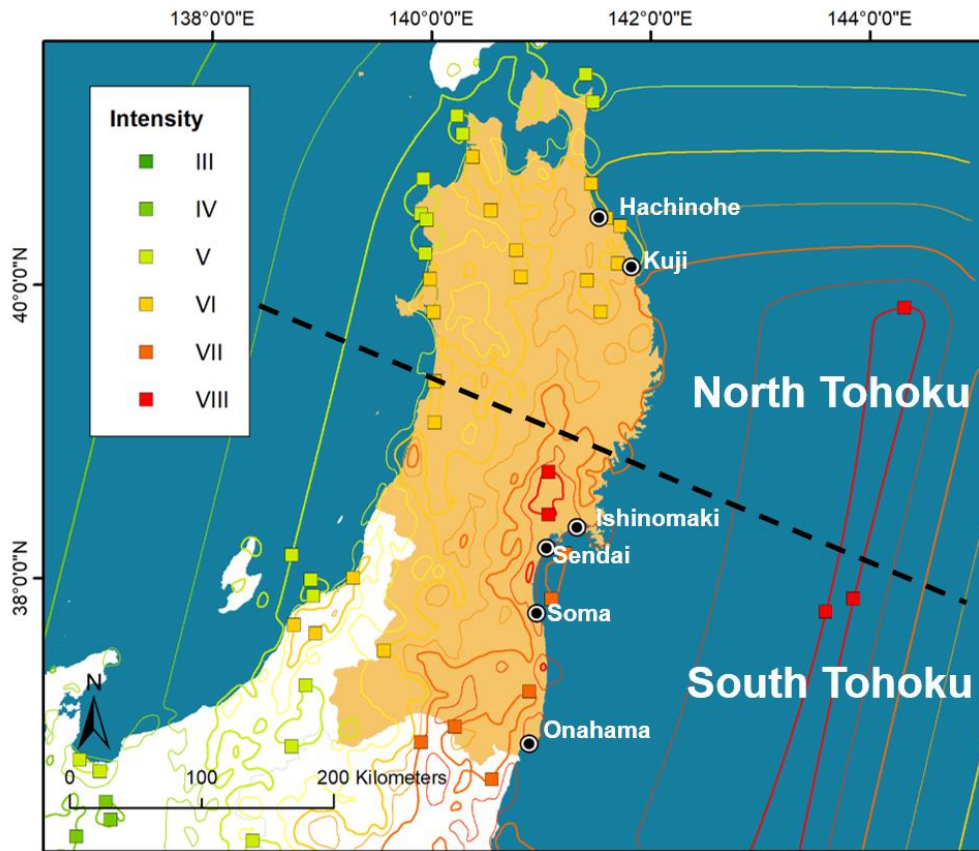 138°0'0"E
140°0'0"E
142°0'0"E
144°0'0"E
Intensity
III
IV
V
VI
VII
VIII
Hachinohe
Kuji
40°0'0"N
North Tohoku
Ishinomaki
Sendai
38°0'0"N
Soma
South Tohoku
N
Onahama
0 100 200 Kilometers